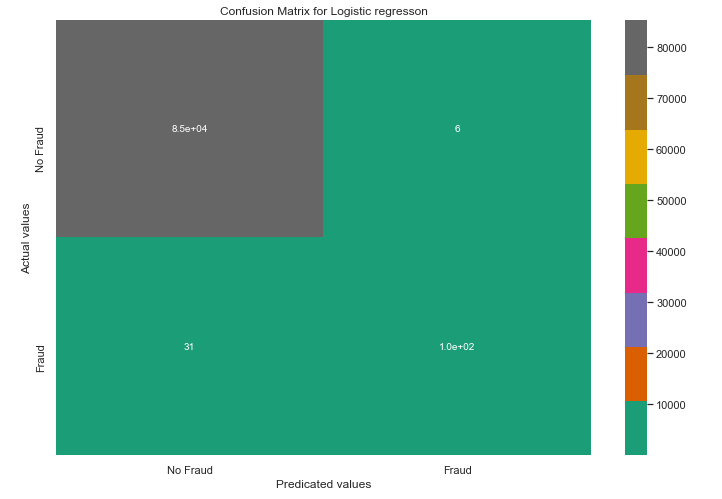 Confusion Matrix for Logistic regresson
8.5e+04
6
31
1.0e+02
No Fraud
Fraud
Actual values
No Fraud
Fraud
Predicated values
80000
70000
60000
50000
40000
30000
20000
10000